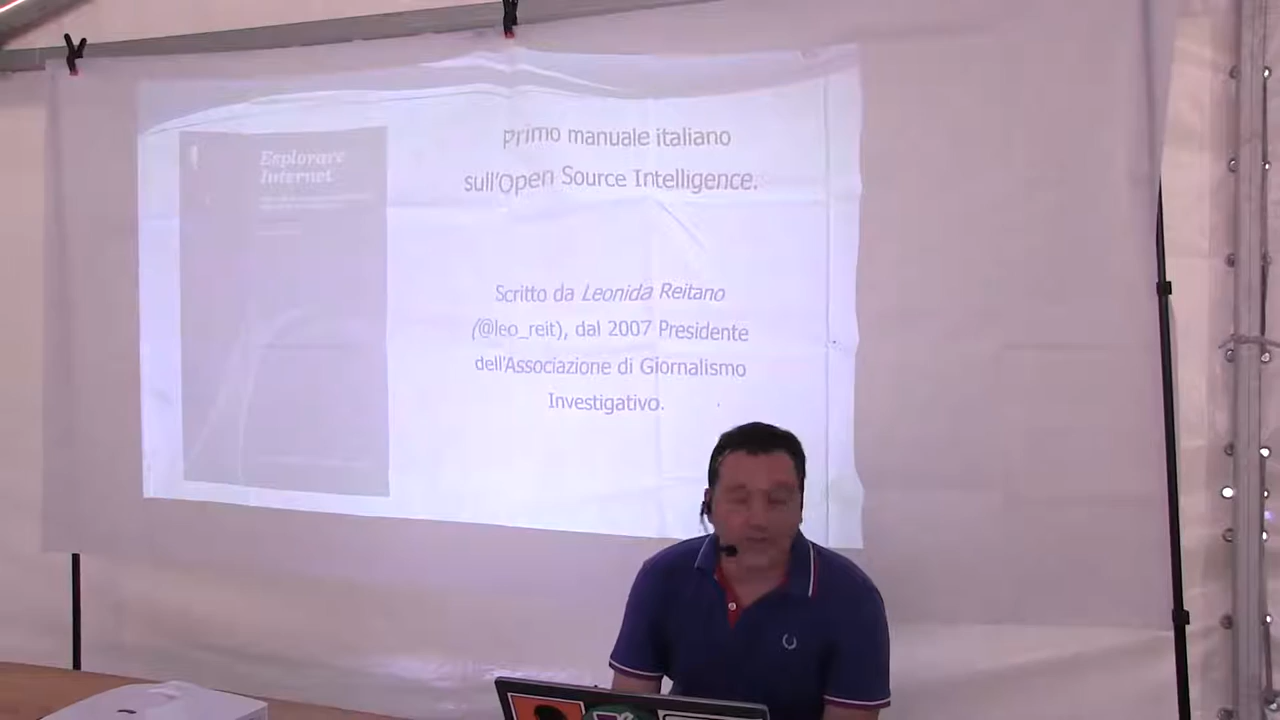 Esplorare
Internet
primo manuale italiano
sull'Open Source Intelligence.
Scritto da Leonida Reitano
(@leo_reit), dal 2007 Presidente
dell'Associazione di Giornalismo
Investigativo.